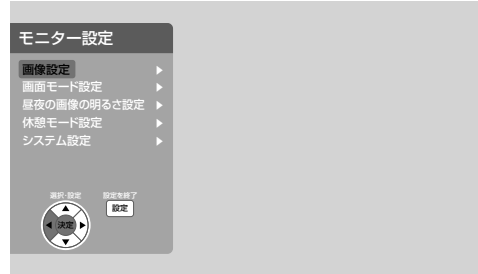 モニター設定
画像設定
画面モード設定
昼夜の画像の明るさ設定
休憩モード設定
システム設定
選択・設定
設定を終了
設定
決定